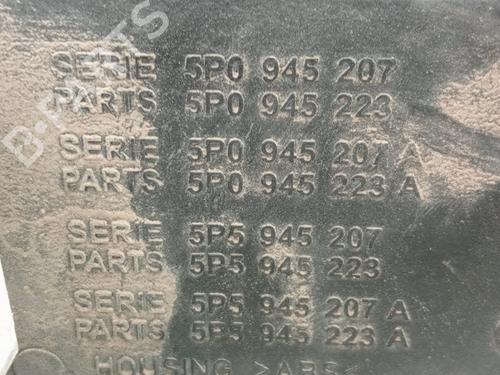 B-PARTS
SERIE 5P0 945 207
PARTS 5P0 945 223
SERIE 5P0 945 207 A
PARTS 5P0 945 223 A
SERIE 5P5 945 207
PARTS 5P5 945 223
SERIE 5P5 945 207 A
PARTS 5P5 945 223 A
HOUSING >ABS<